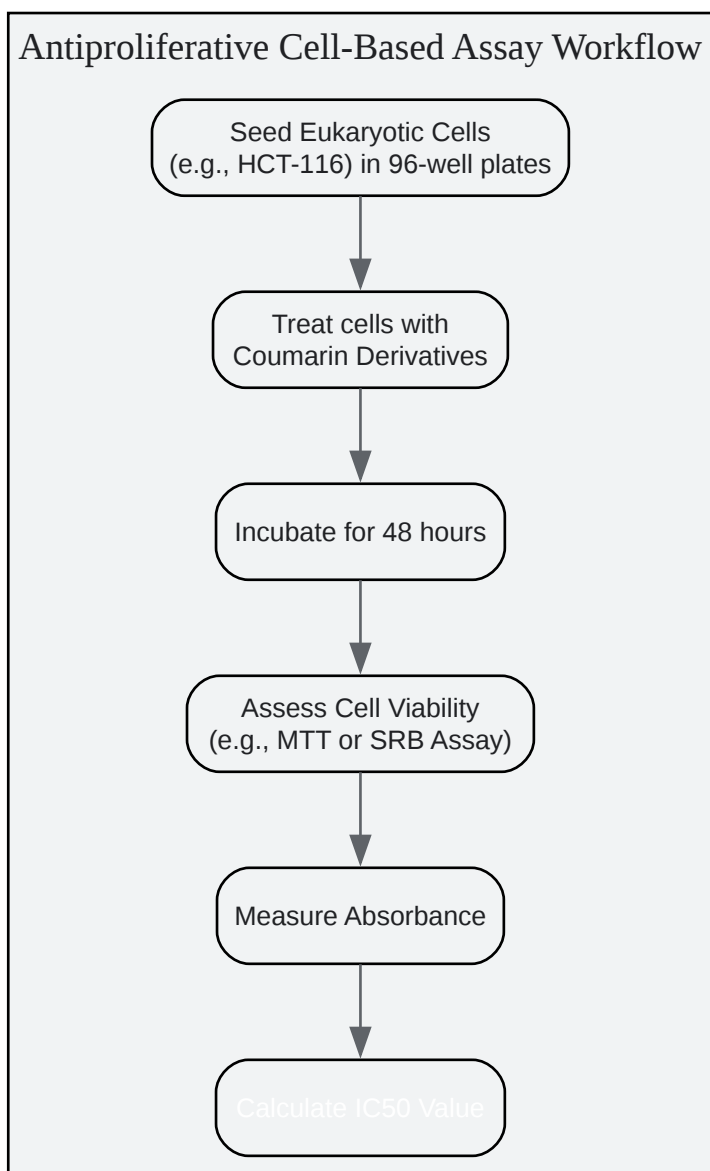 Antiproliferative Cell-Based Assay Workflow
Seed Eukaryotic Cells
(e.g., HCT-116) in 96-well plates
Treat cells with
Coumarin Derivatives
Incubate for 48 hours
Assess Cell Viability
(e.g., MTT or SRB Assay)
Measure Absorbance
Calculate IC50 Value